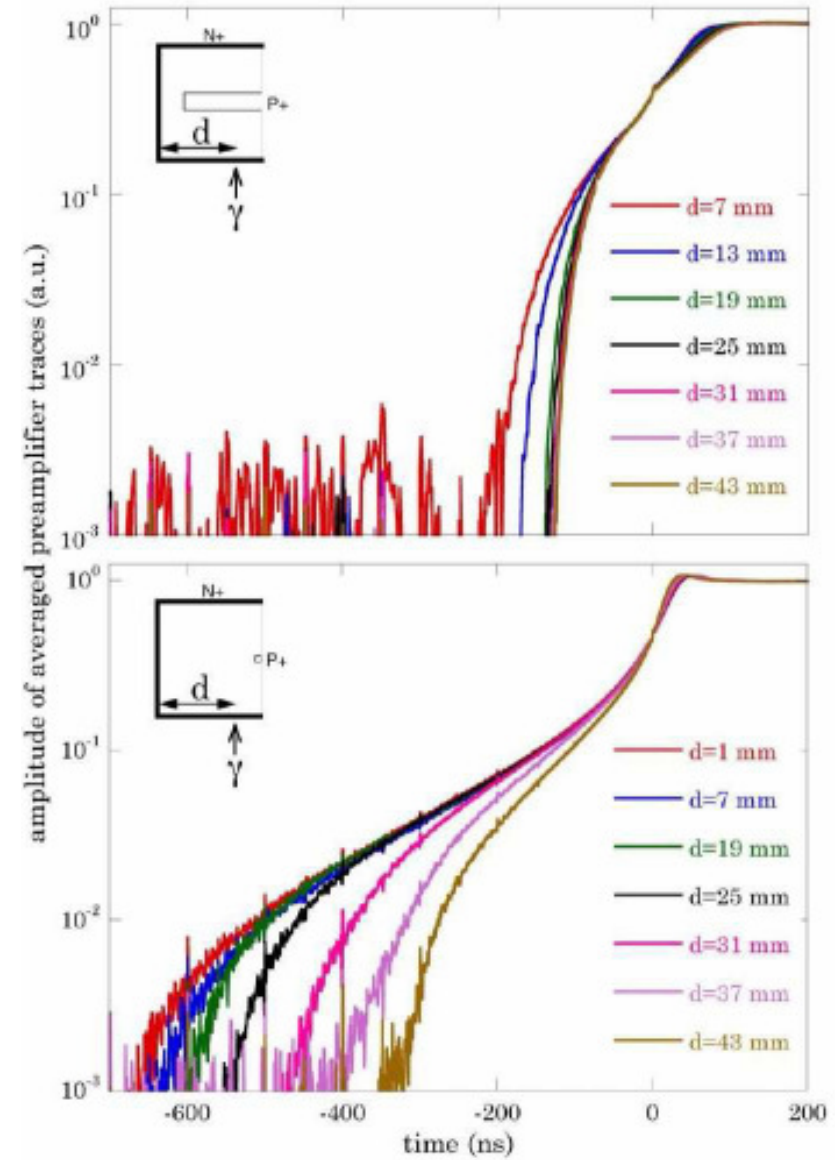 amplitude of averaged preamplifier traces (a.u.)
10⁰
10⁻¹
10⁻²
10⁻³
N+
P+
d
γ
d=7 mm
d=13 mm
d=19 mm
d=25 mm
d=31 mm
d=37 mm
d=43 mm
10⁰
10⁻¹
10⁻²
10⁻³
N+
P+
d
γ
d=1 mm
d=7 mm
d=19 mm
d=25 mm
d=31 mm
d=37 mm
d=43 mm
-600 -400 -200 0 200
time (ns)